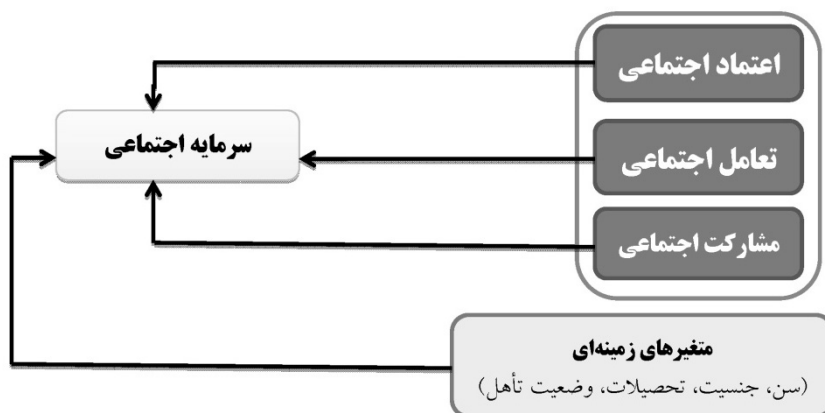 اعتماد اجتماعی
سرمایه اجتماعی
تعامل اجتماعی
مشارکت اجتماعی
متغیرهای زمینه‌ای
(سن، جنسیت، تحصیلات، وضعیت تأهل)